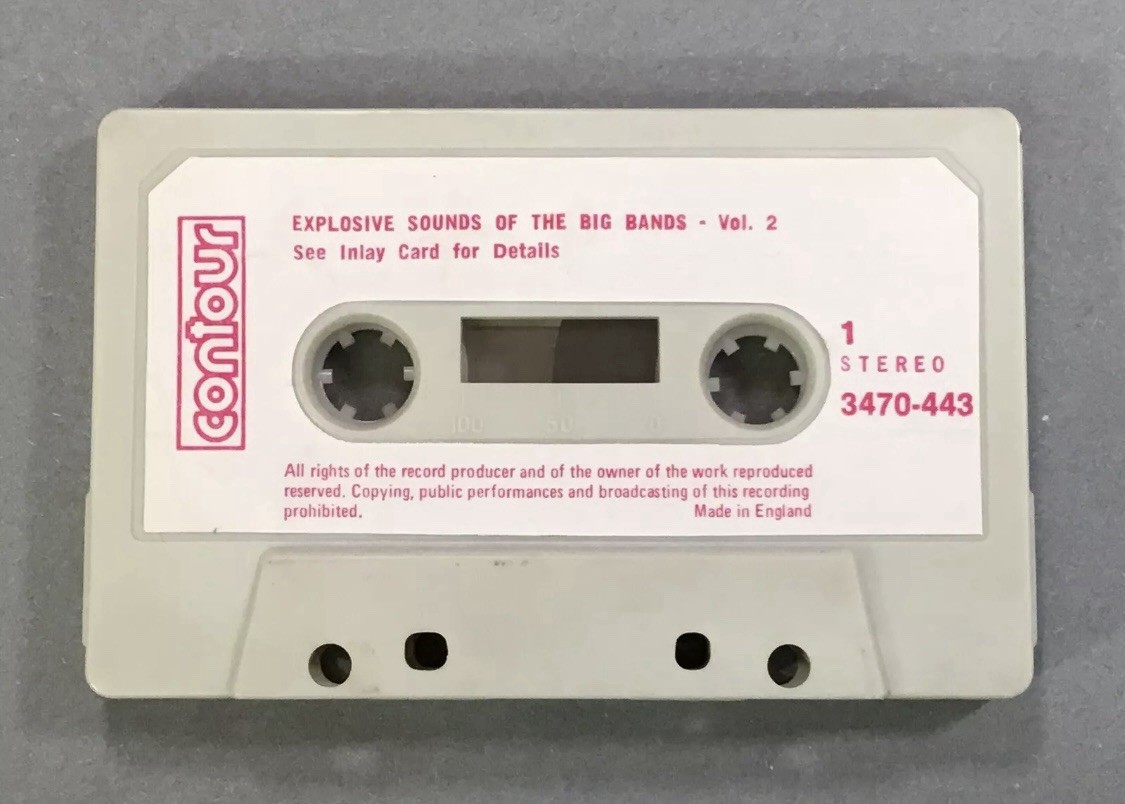 contour
EXPLOSIVE SOUNDS OF THE BIG BANDS - Vol. 2
See Inlay Card for Details
1
STEREO
3470-443
100 50 0
All rights of the record producer and of the owner of the work reproduced
reserved. Copying, public performances and broadcasting of this recording
prohibited. Made in England